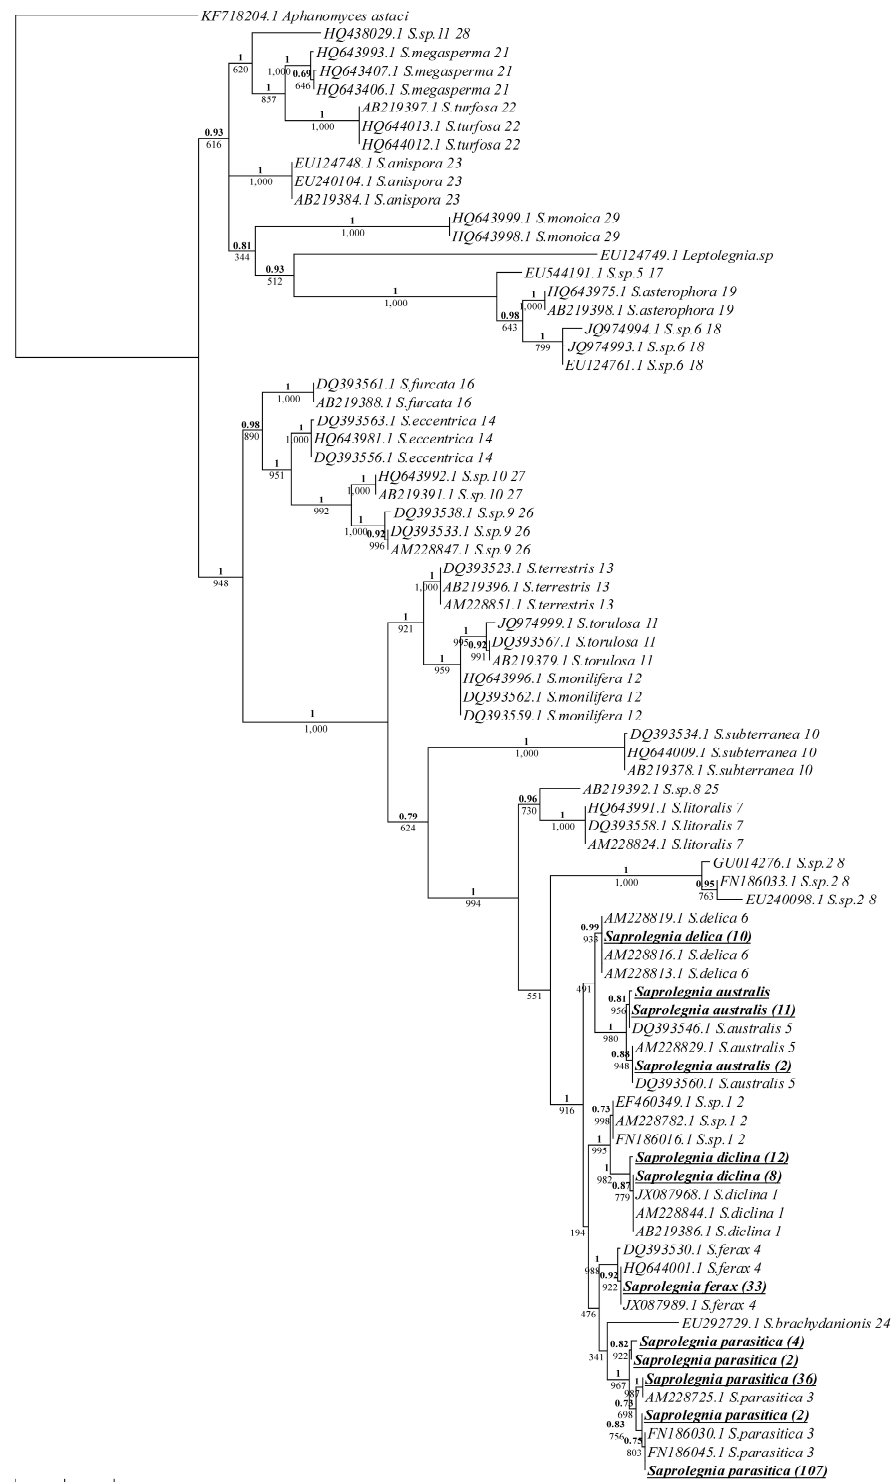 KF718204.1 Aphanomyces astaci
HQ438029.1 S.sp.11 28
1
620
HQ643993.1 S.megasperma 21
1
1,000
0.69
646
HQ643407.1 S.megasperma 21
1
857
HQ643406.1 S.megasperma 21
AB219397.1 S.turfosa 22
1
1,000
HQ644013.1 S.turfosa 22
0.93
616
HQ644012.1 S.turfosa 22
EU124748.1 S.anispora 23
1
1,000
EU240104.1 S.anispora 23
AB219384.1 S.anispora 23
HQ643999.1 S.monoica 29
1
1,000
HQ643998.1 S.monoica 29
0.81
344
EU124749.1 Leptolegnia.sp
0.93
512
EU544191.1 S.sp.5 17
1
1,000
HQ643975.1 S.asterophora 19
1
1,000
AB219398.1 S.asterophora 19
0.98
643
JQ974994.1 S.sp.6 18
1
799
JQ974993.1 S.sp.6 18
EU124761.1 S.sp.6 18
DQ393561.1 S.furcata 16
1
1,000
AB219388.1 S.furcata 16
0.98
890
DQ393563.1 S.eccentrica 14
1
1,000
HQ643981.1 S.eccentrica 14
DQ393556.1 S.eccentrica 14
1
951
HQ643992.1 S.sp.10 27
1
1,000
AB219391.1 S.sp.10 27
1
992
DQ393538.1 S.sp.9 26
1
1,000
0.92
996
DQ393533.1 S.sp.9 26
AM228847.1 S.sp.9 26
1
948
DQ393523.1 S.terrestris 13
1
1,000
AB219396.1 S.terrestris 13
AM228851.1 S.terrestris 13
1
921
JQ974999.1 S.torulosa 11
1
995
0.92
991
DQ393567.1 S.torulosa 11
AB219379.1 S.torulosa 11
1
959
HQ643996.1 S.monilifera 12
DQ393562.1 S.monilifera 12
DQ393559.1 S.monilifera 12
1
1,000
DQ393534.1 S.subterranea 10
1
1,000
HQ644009.1 S.subterranea 10
AB219378.1 S.subterranea 10
0.79
624
AB219392.1 S.sp.8 25
0.96
730
HQ643991.1 S.litoralis 7
1
1,000
DQ393558.1 S.litoralis 7
AM228824.1 S.litoralis 7
1
994
GU014276.1 S.sp.2 8
1
1,000
0.95
763
FN186033.1 S.sp.2 8
EU240098.1 S.sp.2 8
AM228819.1 S.delica 6
0.99
Saprolegnia delica (10)
AM228816.1 S.delica 6
AM228813.1 S.delica 6
551
491
Saprolegnia australis
0.81
956
Saprolegnia australis (11)
1
980
DQ393546.1 S.australis 5
AM228829.1 S.australis 5
0.88
948
Saprolegnia australis (2)
DQ393560.1 S.australis 5
1
916
EF460349.1 S.sp.1 2
0.73
998
AM228782.1 S.sp.1 2
FN186016.1 S.sp.1 2
1
995
Saprolegnia diclina (12)
1
982
0.87
779
Saprolegnia diclina (8)
JX087968.1 S.diclina 1
AM228844.1 S.diclina 1
AB219386.1 S.diclina 1
194
DQ393530.1 S.ferax 4
1
988
0.92
922
HQ644001.1 S.ferax 4
Saprolegnia ferax (33)
JX087989.1 S.ferax 4
476
EU292729.1 S.brachydanionis 24
341
Saprolegnia parasitica (4)
0.82
922
Saprolegnia parasitica (2)
1
967
Saprolegnia parasitica (36)
1
987
AM228725.1 S.parasitica 3
0.73
698
Saprolegnia parasitica (2)
0.83
756
FN186030.1 S.parasitica 3
0.75
803
FN186045.1 S.parasitica 3
Saprolegnia parasitica (107)